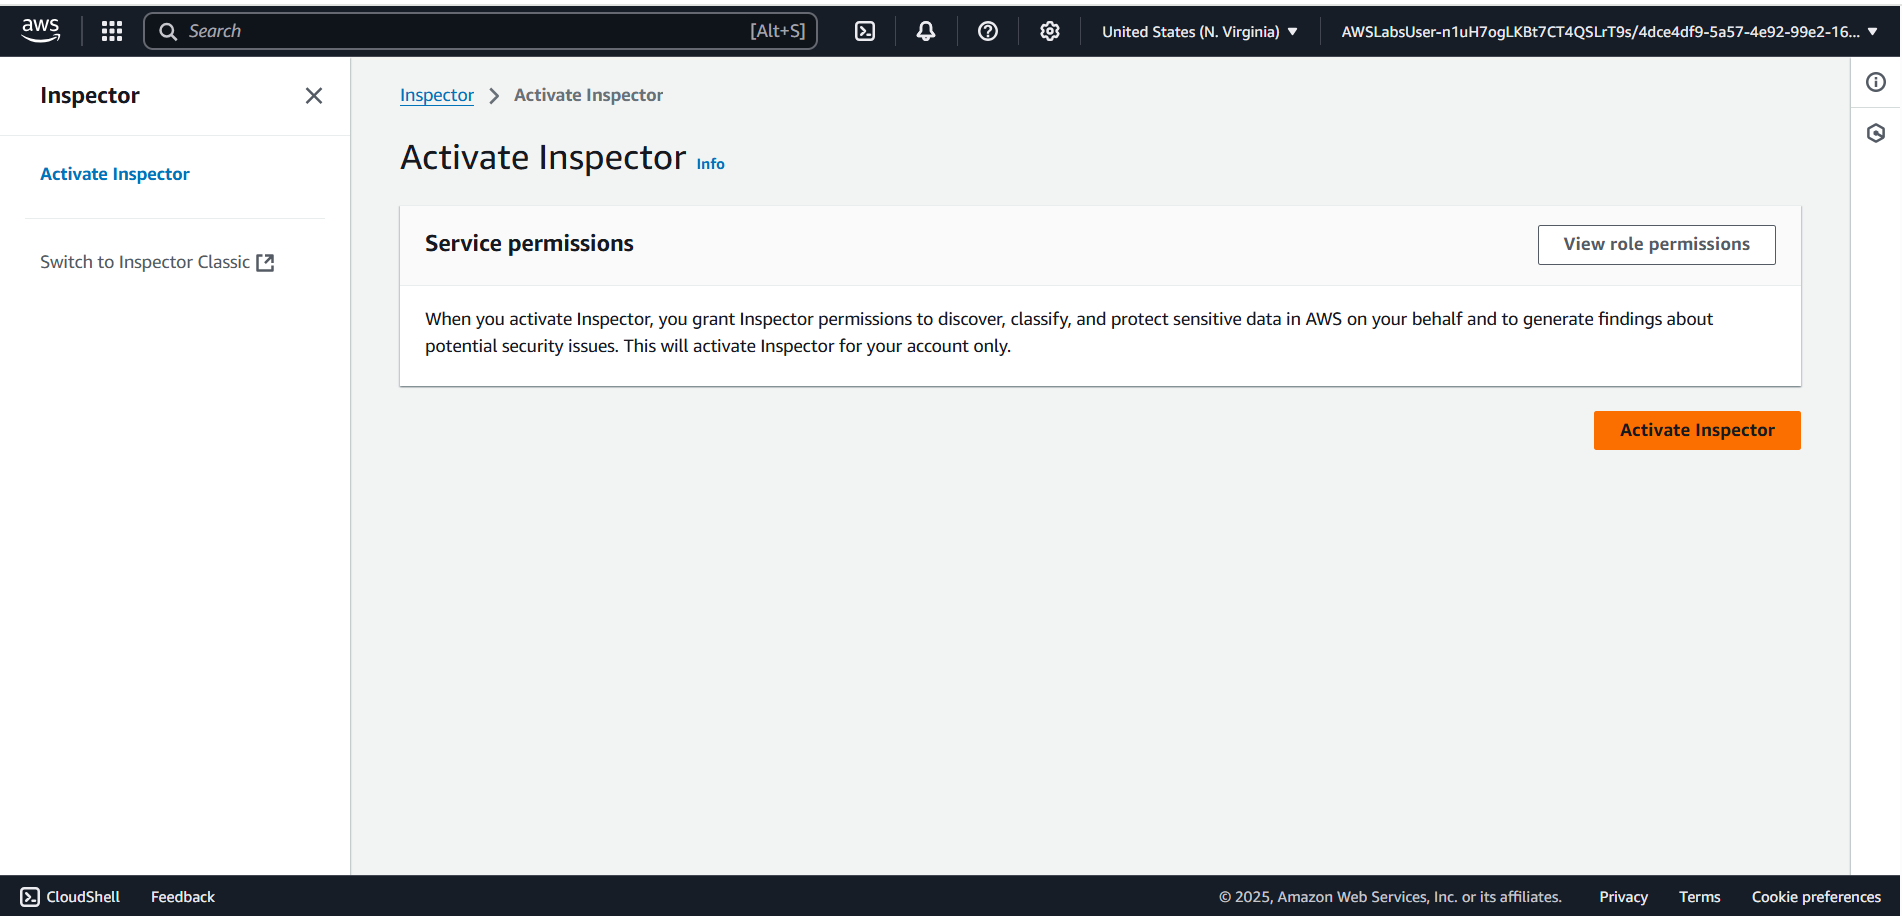 aws
Search
[Alt+S]
United States (N. Virginia)
AWSLabsUser-n1uH7ogLKBt7CT4QSLrT9s/4dce4df9-5a57-4e92-99e2-16...
Inspector
Activate Inspector
Switch to Inspector Classic
Inspector
Activate Inspector
Activate Inspector
Info
Service permissions
View role permissions
When you activate Inspector, you grant Inspector permissions to discover, classify, and protect sensitive data in AWS on your behalf and to generate findings about
potential security issues. This will activate Inspector for your account only.
Activate Inspector
CloudShell
Feedback
© 2025, Amazon Web Services, Inc. or its affiliates.
Privacy
Terms
Cookie preferences